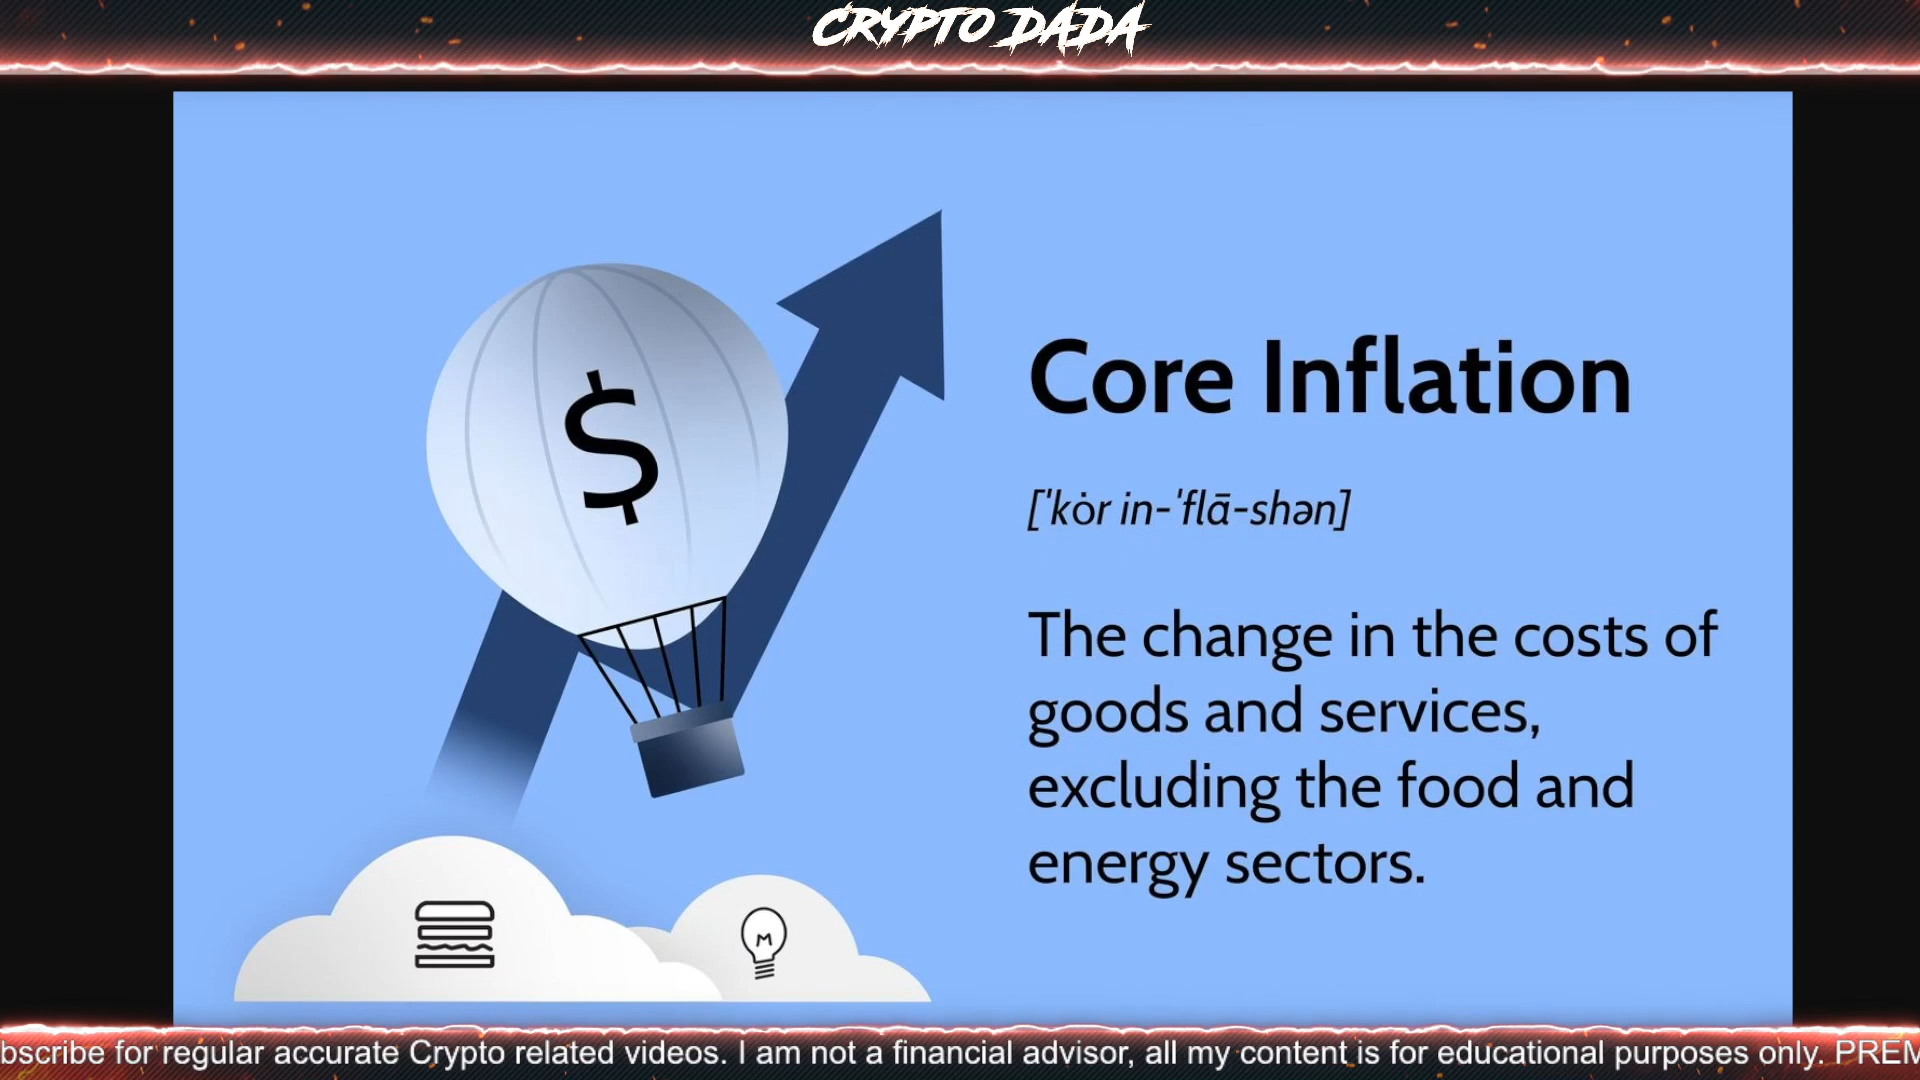 CRYPTO DADA
$
Core Inflation
[ˈkȯr in-ˈflā-shən]
The change in the costs of
goods and services,
excluding the food and
energy sectors.
bscribe for regular accurate Crypto related videos. I am not a financial advisor, all my content is for educational purposes only. PREM